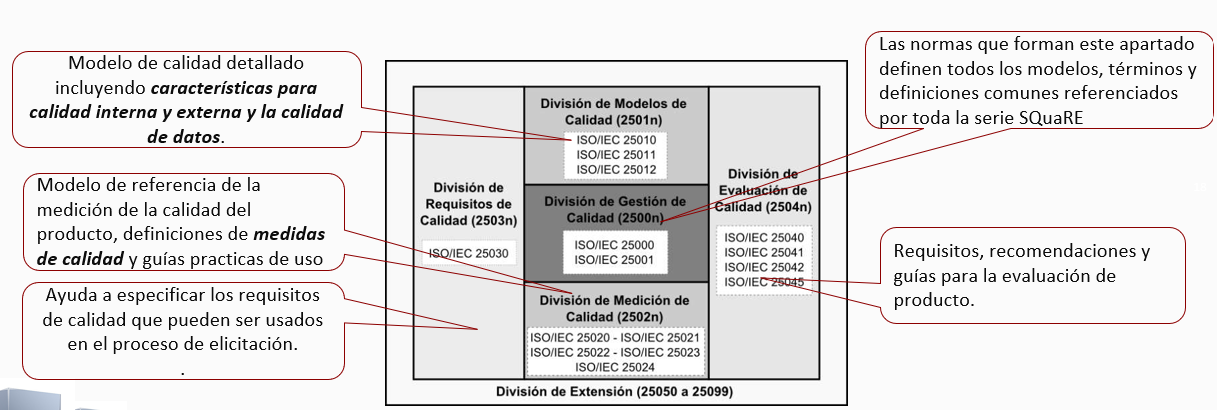 Modelo de calidad detallado
incluyendo características para
calidad interna y externa y la calidad
de datos.
Modelo de referencia de la
medición de la calidad del
producto, definiciones de medidas
de calidad y guías practicas de uso
Ayuda a especificar los requisitos
de calidad que pueden ser usados
en el proceso de elicitación.
.
División de
Requisitos de
Calidad (2503n)
ISO/IEC 25030
División de Modelos de
Calidad (2501n)
ISO/IEC 25010
ISO/IEC 25011
ISO/IEC 25012
División de Gestión de
Calidad (2500n)
ISO/IEC 25000
ISO/IEC 25001
División de Medición de
Calidad (2502n)
ISO/IEC 25020 - ISO/IEC 25021
ISO/IEC 25022 - ISO/IEC 25023
ISO/IEC 25024
División de
Evaluación de
Calidad (2504n)
ISO/IEC 25040
ISO/IEC 25041
ISO/IEC 25042
ISO/IEC 25045
División de Extensión (25050 a 25099)
Las normas que forman este apartado
definen todos los modelos, términos y
definiciones comunes referenciados
por toda la serie SQuaRE
Requisitos, recomendaciones y
guías para la evaluación de
producto.